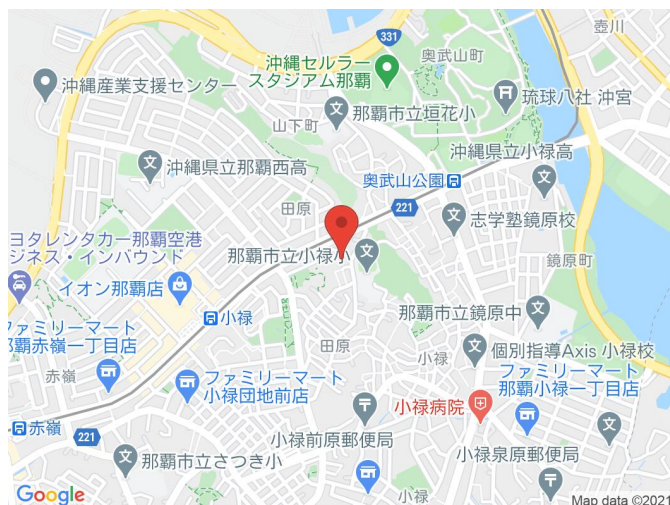 壺川
331
奥武山町
沖縄セルラー
スタジアム那覇
沖縄産業支援センター
琉球八社 沖宮
山下町
那覇市立垣花小
沖縄県立小禄高
沖縄県立那覇西高
奥武山公園
田原
221
志学塾鏡原校
ヨタレンタカー那覇空港
ジネス・インバウンド
那覇市立小禄小
鏡原町
イオン那覇店
那覇市立鏡原中
小禄
ファミリーマート
那覇赤嶺一丁目店
田原
小禄
個別指導Axis 小禄校
赤嶺
ファミリーマート
小禄団地前店
ファミリーマート
那覇小禄一丁目店
小禄病院
赤嶺
221
小禄前原郵便局
小禄泉原郵便局
那覇市立さつき小
小禄
Google
Map data ©2021